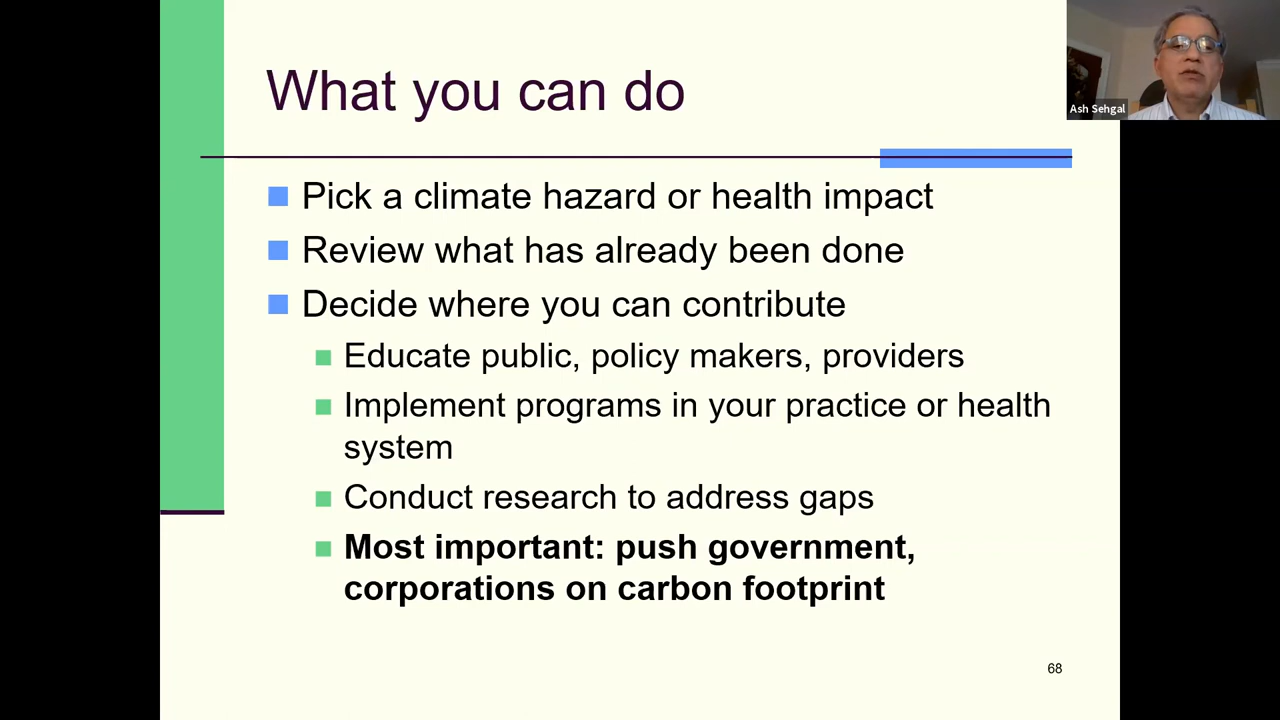 What you can do
Ash Sehgal
Pick a climate hazard or health impact
Review what has already been done
Decide where you can contribute
Educate public, policy makers, providers
Implement programs in your practice or health
system
Conduct research to address gaps
Most important: push government,
corporations on carbon footprint
68